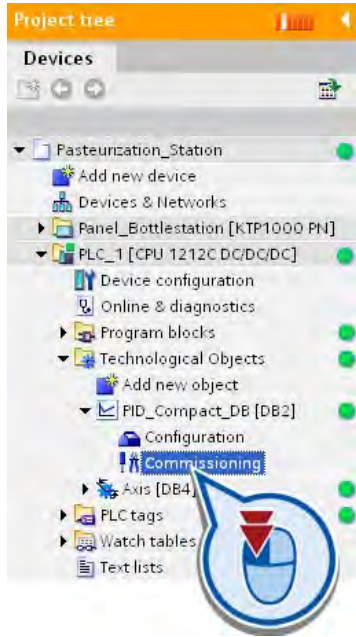 Project tree
Devices
Pasteurization_Station
Add new device
Devices & Networks
Panel_Bottlestation [KTP1000 PN]
PLC_1 [CPU 1212C DC/DC/DC]
Device configuration
Online & diagnostics
Program blocks
Technological Objects
Add new object
PID_Compact_DB [DB2]
Configuration
Commissioning
Axis [DB4]
PLC tags
Watch tables
Text lists